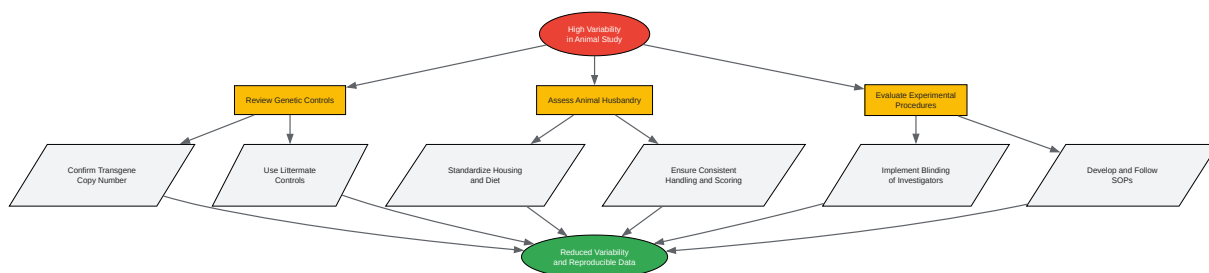 High Variability
in Animal Study
Review Genetic Controls
Assess Animal Husbandry
Evaluate Experimental
Procedures
Confirm Transgene
Copy Number
Use Littermate
Controls
Standardize Housing
and Diet
Ensure Consistent
Handling and Scoring
Implement Blinding
of Investigators
Develop and Follow
SOPs
Reduced Variability
and Reproducible Data